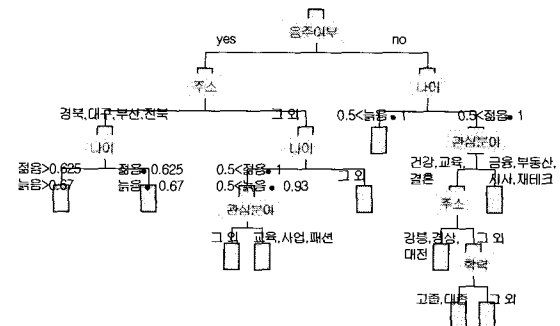 음주여부
yes
no
주소
나이
경북,대구,부산,전북
그 외
0.5<늙음● 1
0.5<젊음● 1
나이
나이
관심분야
젊음>0.625
젊음●0.625
0.5<젊음● 1
늙음>0.67
늙음● 0.67
0.5<늙음● 0.93
그 외
건강,교육,
결혼
금융,부동산,
시사,재테크
관심분야
주소
그 외
교육,사업,패션
강릉,경상,
대전
그 외
학력
고졸,대졸
그 외